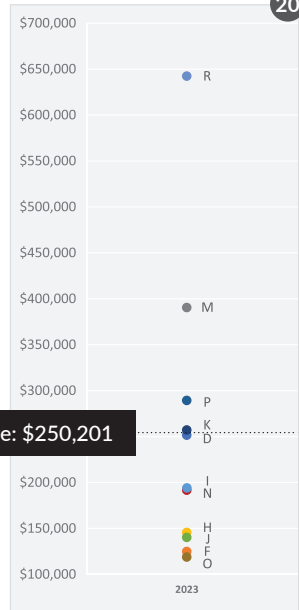 20
$700,000
$650,000
R
$600,000
$550,000
$500,000
$450,000
$400,000
M
$350,000
$300,000
P
K
e: $250,201
D
$200,000
I
N
$150,000
H
J
F
O
$100,000
2023